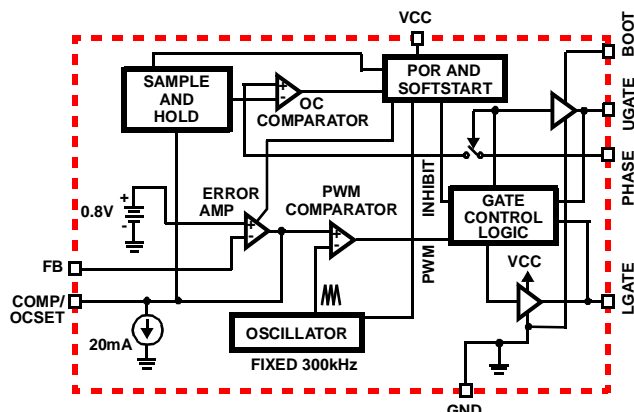 VCC
BOOT
SAMPLE
AND
HOLD
+
-
OC
COMPARATOR
POR AND
SOFTSTART
UGATE
PHASE
INHIBIT
0.8V
+
-
ERROR
AMP
+
-
PWM
COMPARATOR
+
-
GATE
CONTROL
LOGIC
PWM
FB
COMP/
OCSET
20mA
OSCILLATOR
FIXED 300kHz
VCC
LGATE
GND